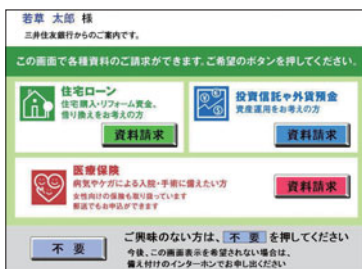 若草 太郎 様
三井住友銀行からのご案内です。
この画面で各種資料のご請求ができます。ご希望のボタンを押してください。
住宅ローン
住宅購入・リフォーム資金、
借り換えをお考えの方
資料請求
投資信託や外貨預金
資産運用をお考えの方
資料請求
医療保険
病気やケガによる入院・手術に備えたい方
女性向けの保険も取り扱っています
郵送でもお申込ができます
資料請求
不要
ご興味のない方は、 不要 を押してください
今後、この画面表示を希望されない場合は、
備え付けのインターホンでお申し出ください